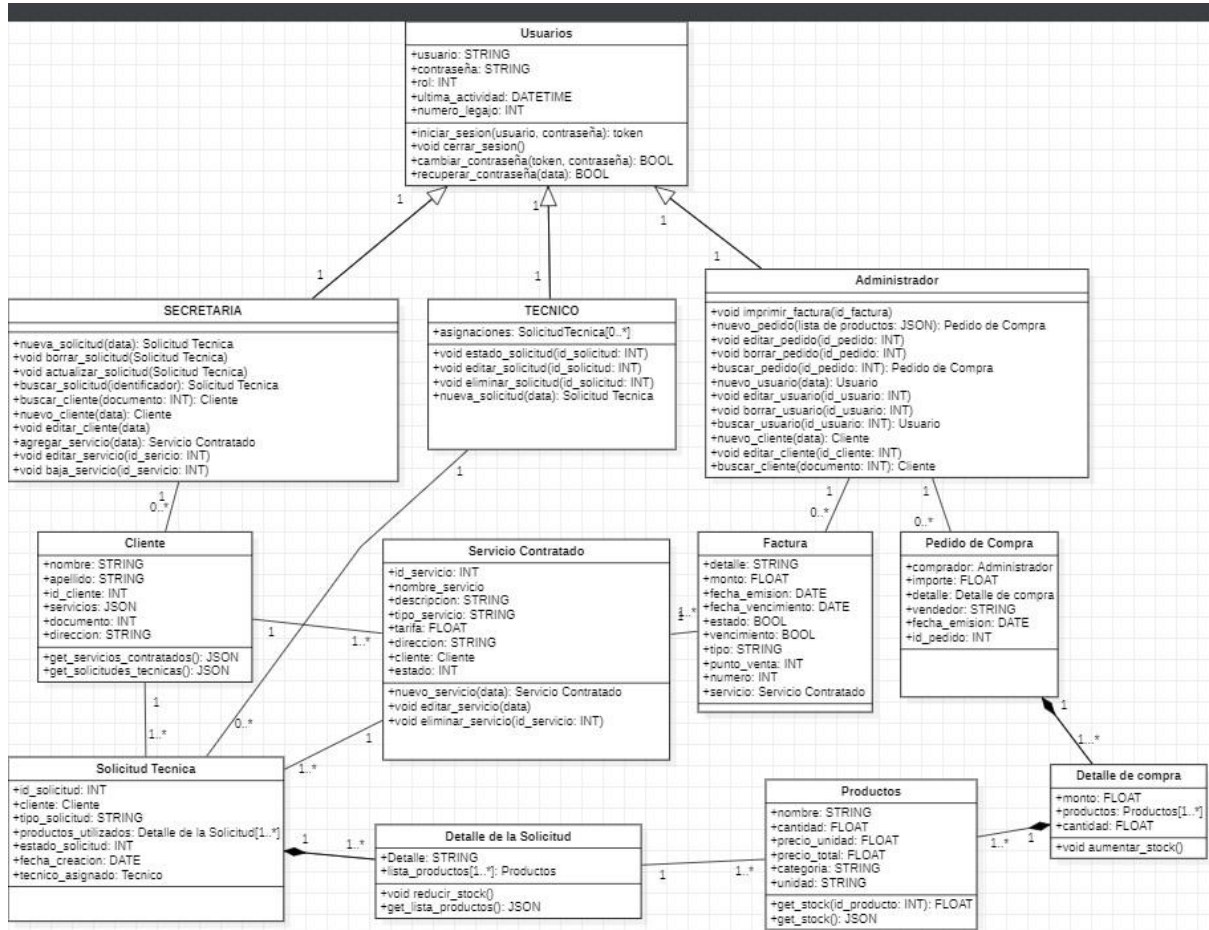 Usuarios
+usuario: STRING
+contraseña: STRING
+rol: INT
+ultima_actividad: DATETIME
+numero_legajo: INT
+iniciar_sesion(usuario, contraseña): token
+void cerrar_sesion()
+cambiar_contraseña(token, contraseña): BOOL
+recuperar_contraseña(data): BOOL
1
1
1
1
1
1
SECRETARIA
+nueva_solicitud(data): Solicitud Tecnica
+void borrar_solicitud(Solicitud Tecnica)
+void actualizar_solicitud(Solicitud Tecnica)
+buscar_solicitud(identificador): Solicitud Tecnica
+buscar_cliente(documento: INT): Cliente
+nuevo_cliente(data): Cliente
+void editar_cliente(data)
+agregar_servicio(data): Servicio Contratado
+void editar_servicio(id_sericio: INT)
+void baja_servicio(id_servicio: INT)
TECNICO
+asignaciones: SolicitudTecnica[0..*]
+void estado_solicitud(id_solicitud: INT)
+void editar_solicitud(id_solicitud: INT)
+void eliminar_solicitud(id_solicitud: INT)
+nueva_solicitud(data): Solicitud Tecnica
Administrador
+void imprimir_factura(id_factura)
+nuevo_pedido(lista de productos: JSON): Pedido de Compra
+void editar_pedido(id_pedido: INT)
+void borrar_pedido(id_pedido: INT)
+buscar_pedido(id_pedido: INT): Pedido de Compra
+nuevo_usuario(data): Usuario
+void editar_usuario(id_usuario: INT)
+void borrar_usuario(id_usuario: INT)
+buscar_usuario(id_usuario: INT): Usuario
+nuevo_cliente(data): Cliente
+void editar_cliente(id_cliente: INT)
+buscar_cliente(documento: INT): Cliente
1
0..*
1
1
0..*
1
0..*
Cliente
+nombre: STRING
+apellido: STRING
+id_cliente: INT
+servicios: JSON
+documento: INT
+direccion: STRING
+get_servicios_contratados(): JSON
+get_solicitudes_tecnicas(): JSON
1
1..*
Servicio Contratado
+id_servicio: INT
+nombre_servicio
+descripcion: STRING
+tipo_servicio: STRING
+tarifa: FLOAT
+direccion: STRING
+cliente: Cliente
+estado: INT
+nuevo_servicio(data): Servicio Contratado
+void editar_servicio(data)
+void eliminar_servicio(id_servicio: INT)
Factura
+detalle: STRING
+monto: FLOAT
+fecha_emision: DATE
+fecha_vencimiento: DATE
+estado: BOOL
+vencimiento: BOOL
+tipo: STRING
+punto_venta: INT
+numero: INT
+servicio: Servicio Contratado
Pedido de Compra
+comprador: Administrador
+importe: FLOAT
+detalle: Detalle de compra
+vendedor: STRING
+fecha_emision: DATE
+id_pedido: INT
1
1..*
0..*
1
1..*
1
1...*
Solicitud Tecnica
+id_solicitud: INT
+cliente: Cliente
+tipo_solicitud: STRING
+productos_utilizados: Detalle de la Solicitud[1..*]
+estado_solicitud: INT
+fecha_creacion: DATE
+tecnico_asignado: Tecnico
1
1..*
Detalle de la Solicitud
+Detalle: STRING
+lista_productos[1..*]: Productos
+void reducir_stock()
+get_lista_productos(): JSON
1
1..*
Productos
+nombre: STRING
+cantidad: FLOAT
+precio_unidad: FLOAT
+precio_total: FLOAT
+categoria: STRING
+unidad: STRING
+get_stock(id_producto: INT): FLOAT
+get_stock(): JSON
1..*
1
Detalle de compra
+monto: FLOAT
+productos: Productos[1..*]
+cantidad: FLOAT
+void aumentar_stock()